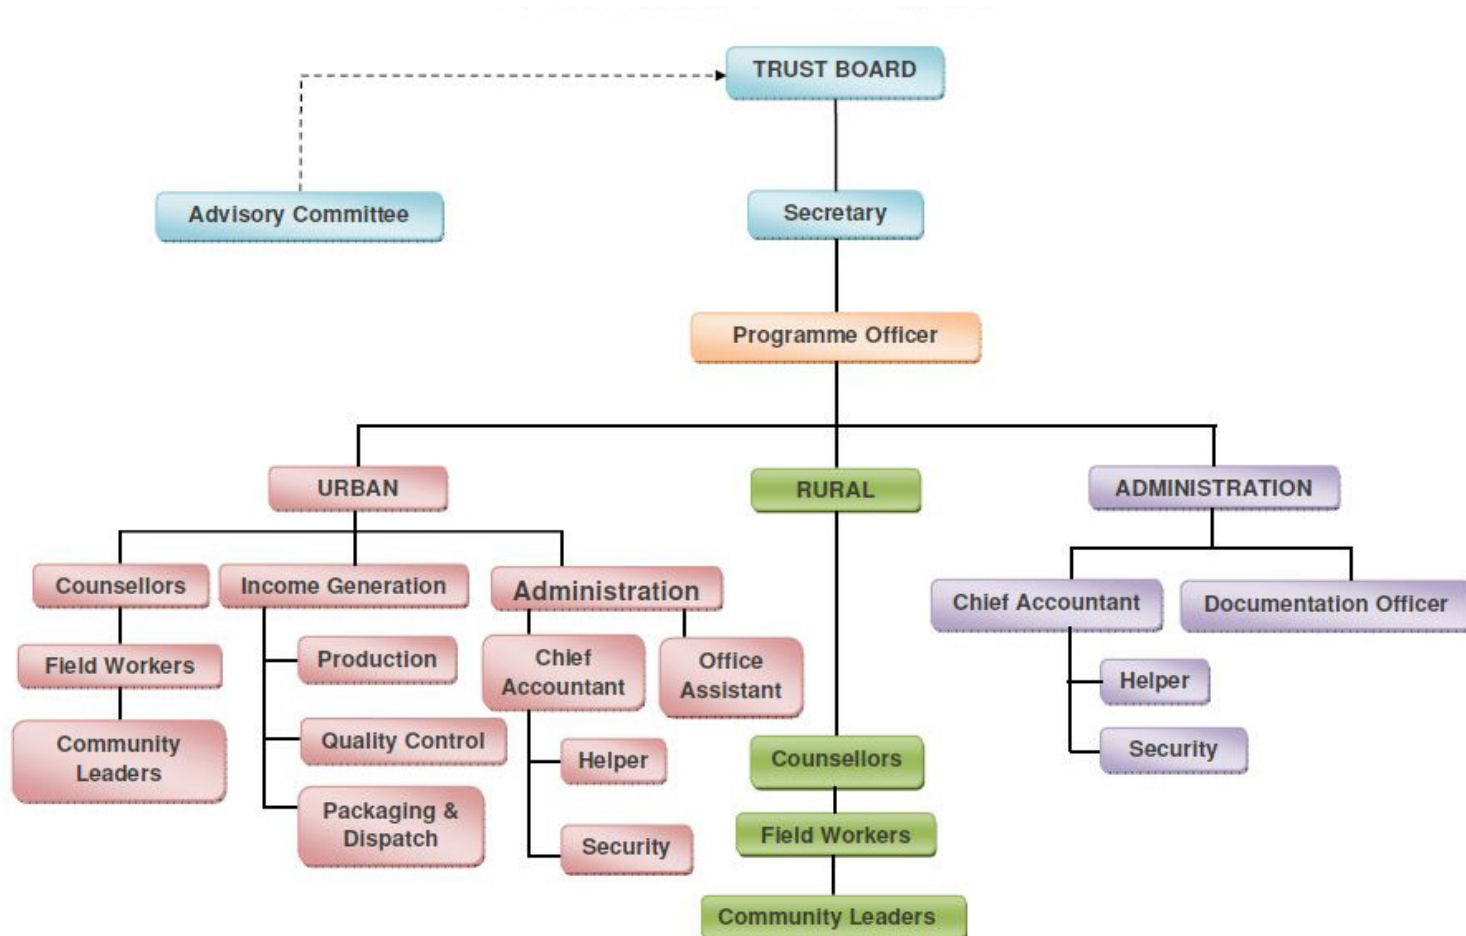 TRUST BOARD
Advisory Committee
Secretary
Programme Officer
URBAN
RURAL
ADMINISTRATION
Counsellors
Income Generation
Administration
Chief Accountant
Documentation Officer
Field Workers
Production
Chief
Accountant
Office
Assistant
Helper
Community
Leaders
Quality Control
Helper
Counsellors
Security
Packaging &
Dispatch
Security
Field Workers
Community Leaders